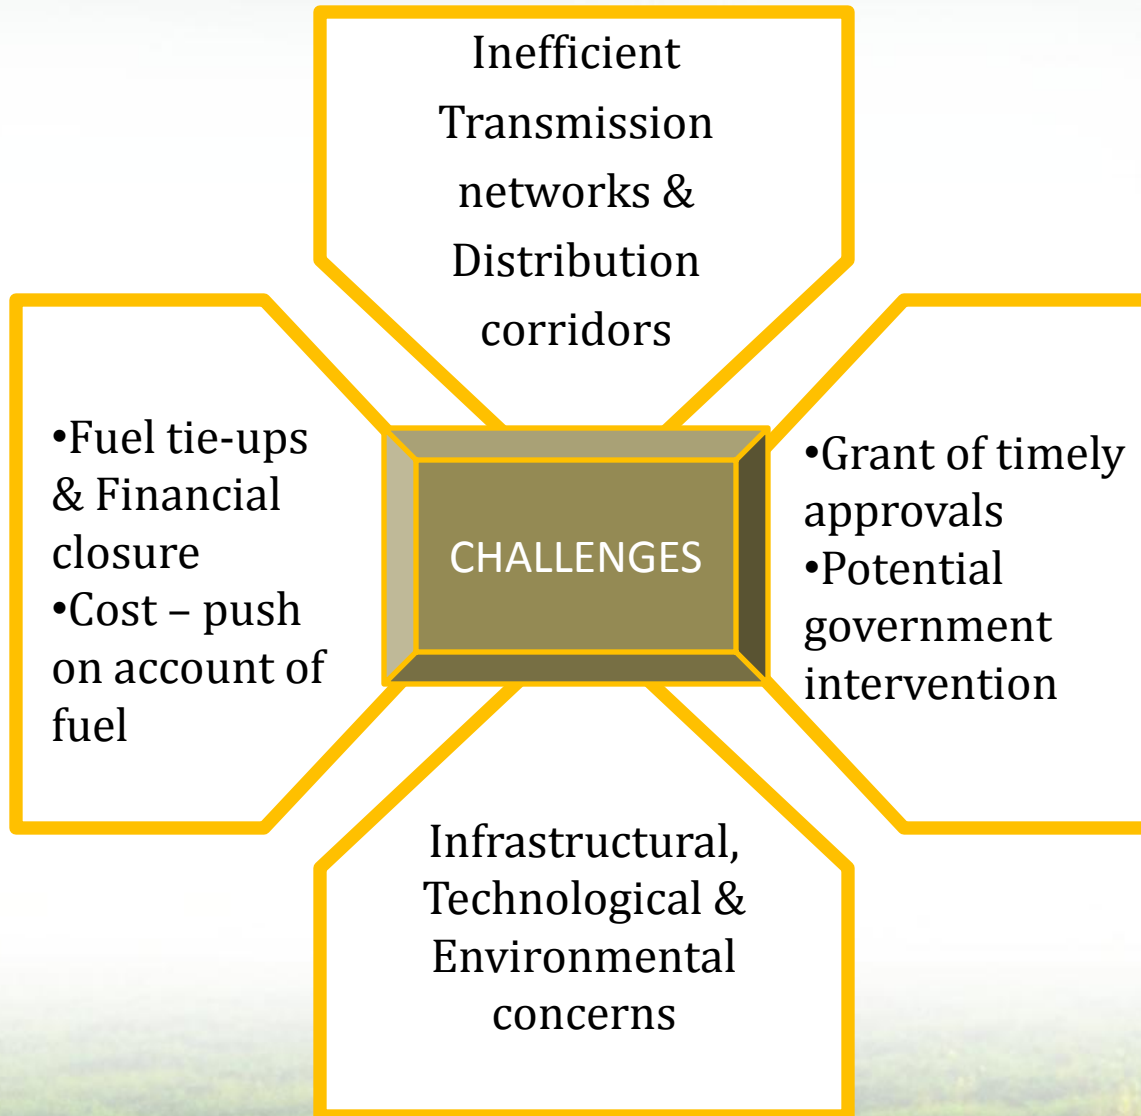 Inefficient
Transmission
networks &
Distribution
corridors
•Fuel tie-ups
& Financial
closure
•Cost – push
on account of
fuel
CHALLENGES
•Grant of timely
approvals
•Potential
government
intervention
Infrastructural,
Technological &
Environmental
concerns